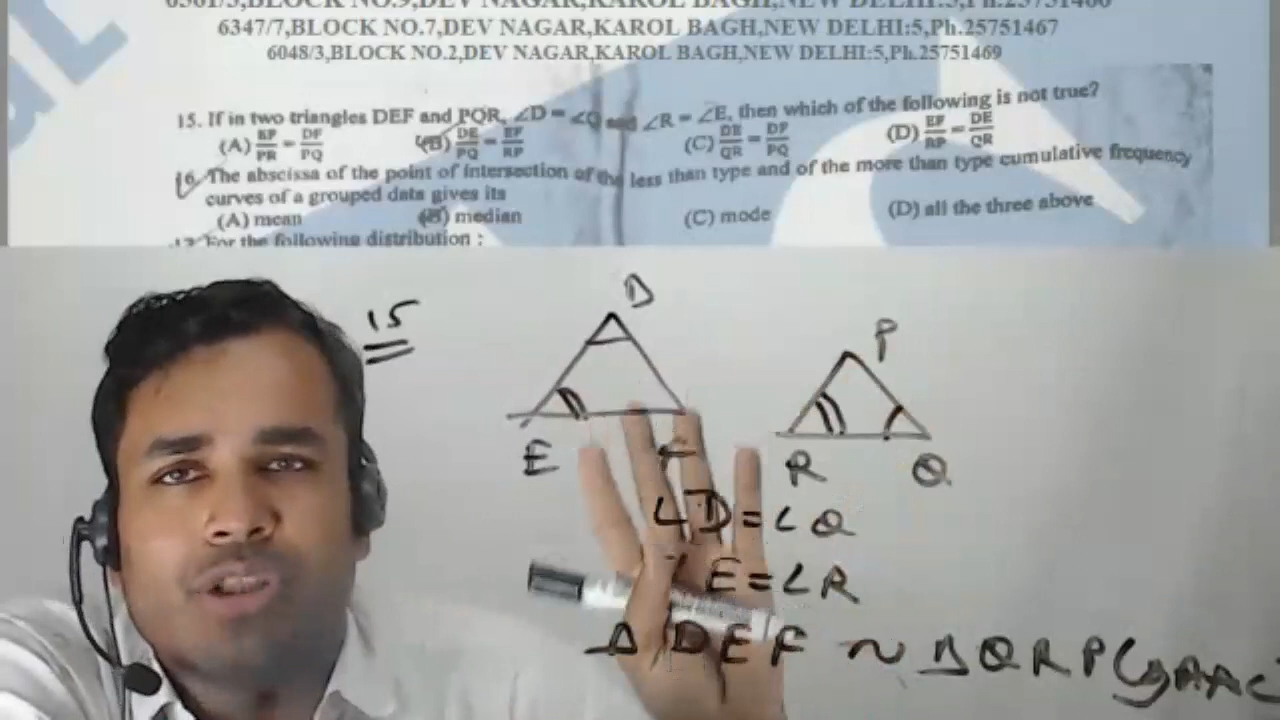 6347/7,BLOCK NO.7,DEV NAGAR,KAROL BAGH,NEW DELHI:5,Ph.25751467
6048/3,BLOCK NO.2,DEV NAGAR,KAROL BAGH,NEW DELHI:5,Ph.25751469
15. If in two triangles DEF and PQR, ∠D = ∠Q and ∠R = ∠E, then which of the following is not true?
(A) EF/PR = DF/PQ (B) DE/PQ = EF/RP (C) DE/QR = DF/PQ (D) EF/RP = DE/QR
16. The abscissa of the point of intersection of the less than type and of the more than type cumulative frequency
curves of a grouped data gives its
(A) mean (B) median (C) mode (D) all the three above
17. For the following distribution :
15
D
P
E F
R Q
∠D = ∠Q
∠E = ∠R
Δ DEF ~ Δ QRP (